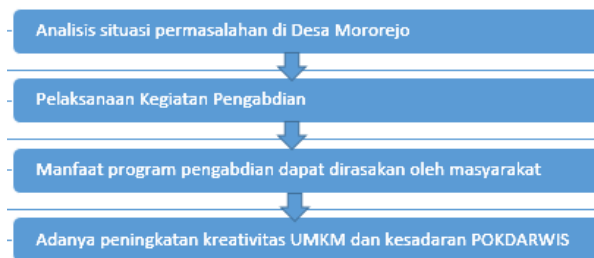 Analisis situasi permasalahan di Desa Mororejo
Pelaksanaan Kegiatan Pengabdian
Manfaat program pengabdian dapat dirasakan oleh masyarakat
Adanya peningkatan kreativitas UMKM dan kesadaran POKDARWIS